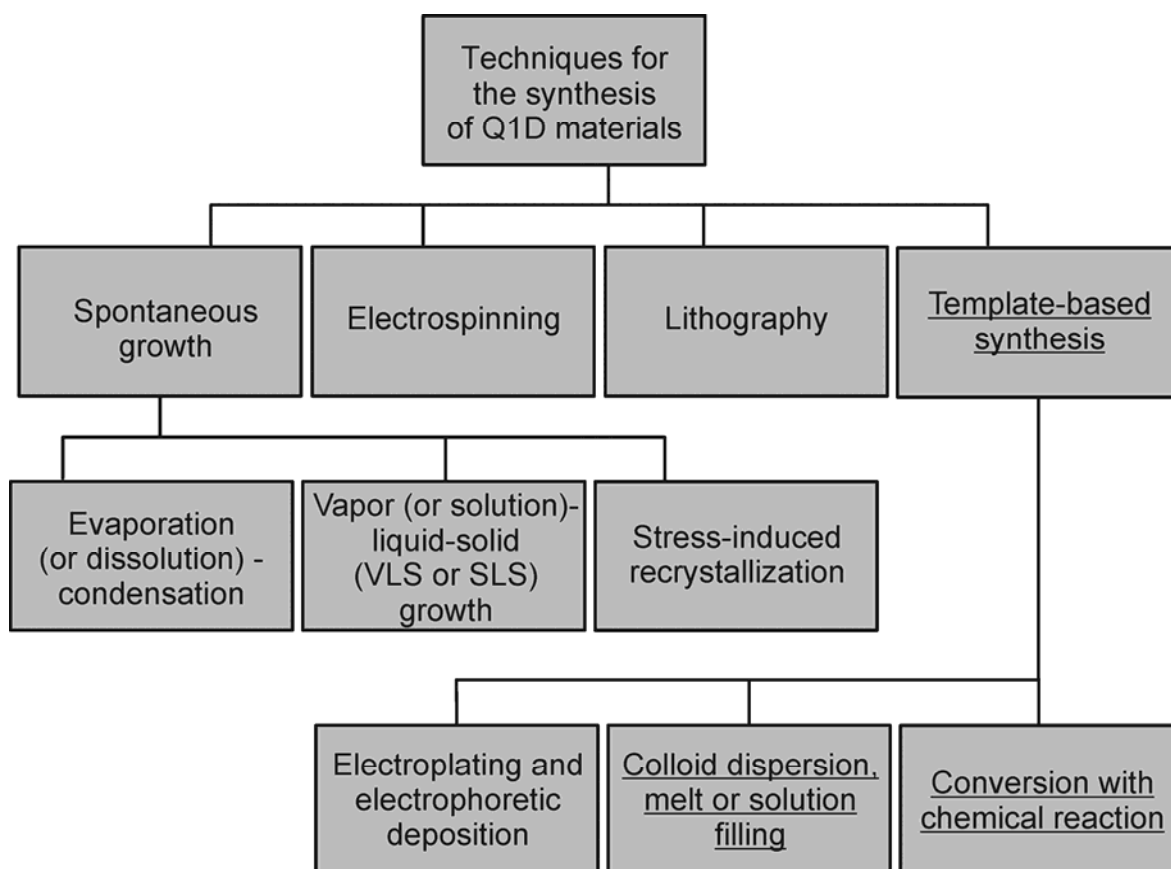 Techniques for
the synthesis
of Q1D materials
Spontaneous
growth
Electrospinning
Lithography
Template-based
synthesis
Evaporation
(or dissolution) -
condensation
Vapor (or solution)-
liquid-solid
(VLS or SLS)
growth
Stress-induced
recrystallization
Electroplating and
electrophoretic
deposition
Colloid dispersion,
melt or solution
filling
Conversion with
chemical reaction